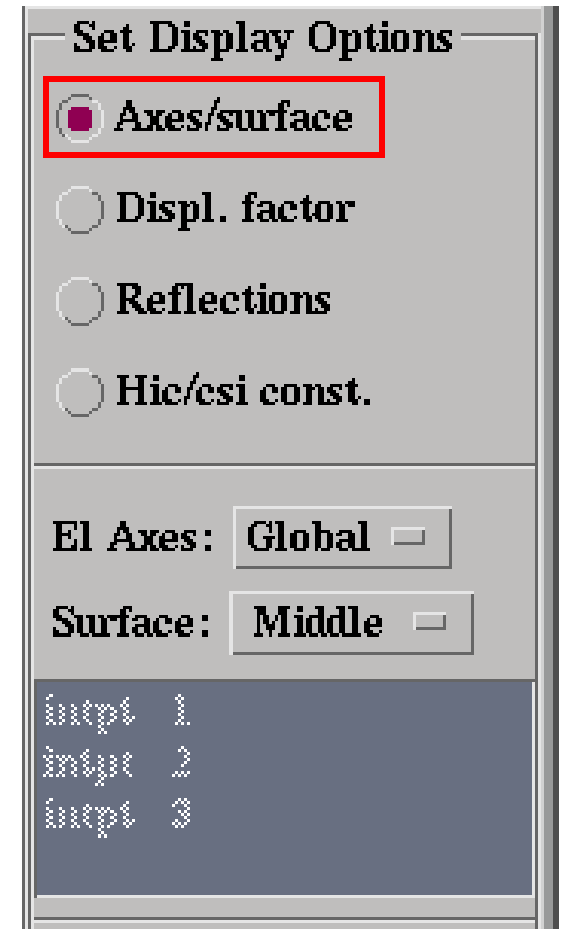 Set Display Options
Axes/surface
Displ. factor
Reflections
Hic/csi const.
El Axes: Global
Surface: Middle
intpt 1
intpt 2
intpt 3